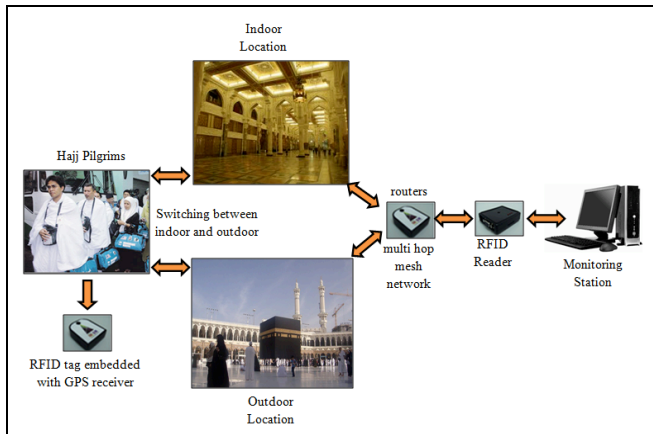 Indoor
Location
Hajj Pilgrims
Switching between
indoor and outdoor
routers
multi hop
mesh
network
RFID
Reader
Monitoring
Station
RFID tag embedded
with GPS receiver
Outdoor
Location